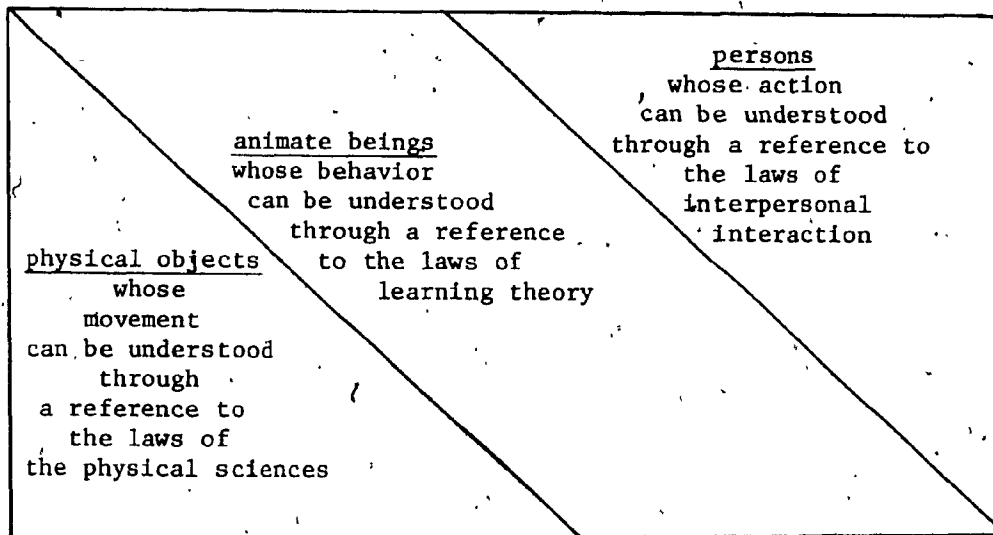 physical objects
whose
movement
can be understood
through
a reference to
the laws of
the physical sciences
animate beings
whose behavior
can be understood
through a reference
to the laws of
learning theory
persons
whose action
can be understood
through a reference to
the laws of
interpersonal
interaction